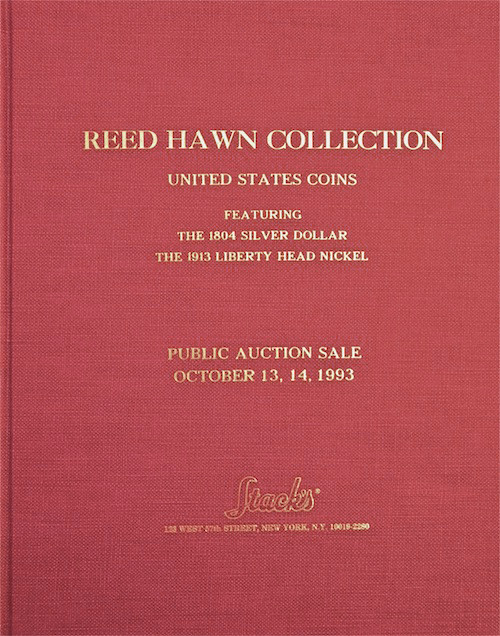 REED HAWN COLLECTION
UNITED STATES COINS
FEATURING
THE 1804 SILVER DOLLAR
THE 1913 LIBERTY HEAD NICKEL
PUBLIC AUCTION SALE
OCTOBER 13, 14, 1993
Stack's®
123 WEST 57th STREET, NEW YORK, N.Y. 10019-2280